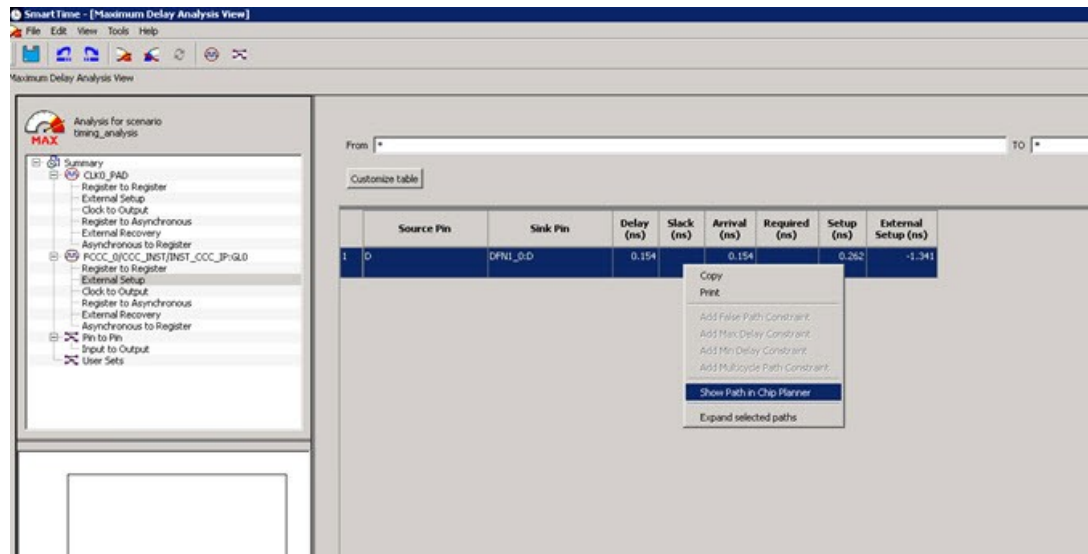 SmartTime - [Maximum Delay Analysis View]
File Edit View Tools Help
Maximum Delay Analysis View
Analysis for scenario
timing_analysis
MAX
Summary
CLK0_PAD
Register to Register
External Setup
Clock to Output
Register to Asynchronous
External Recovery
Asynchronous to Register
FCCC_0/CCC_INST/INST_CCC_IP:GL0
Register to Register
External Setup
Clock to Output
Register to Asynchronous
External Recovery
Asynchronous to Register
Pin to Pin
Input to Output
User Sets
From * TO *
Customize table
Source Pin Sink Pin Delay (ns) Slack (ns) Arrival (ns) Required (ns) Setup (ns) External Setup (ns)
1 D DFN1_0:D 0.154 0.154 0.262 -1.341
Copy
Print
Add False Path Constraint
Add Max Delay Constraint
Add Min Delay Constraint
Add Multicycle Path Constraint
Show Path in Chip Planner
Expand selected paths